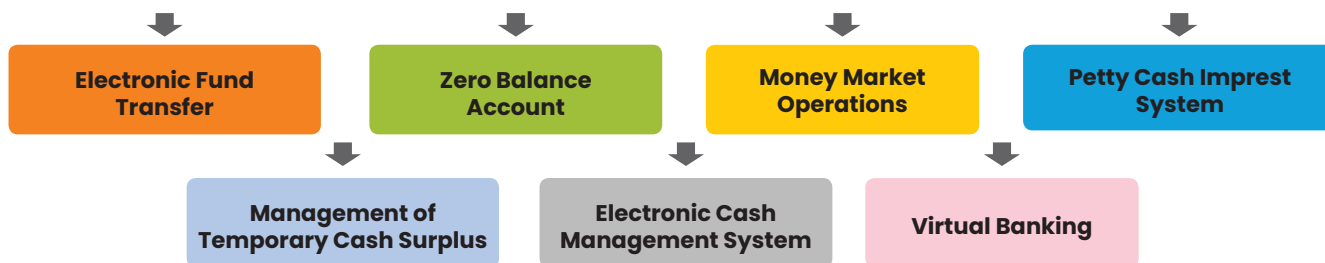 Electronic Fund
Transfer
Zero Balance
Account
Money Market
Operations
Petty Cash Imprest
System
Management of
Temporary Cash Surplus
Electronic Cash
Management System
Virtual Banking